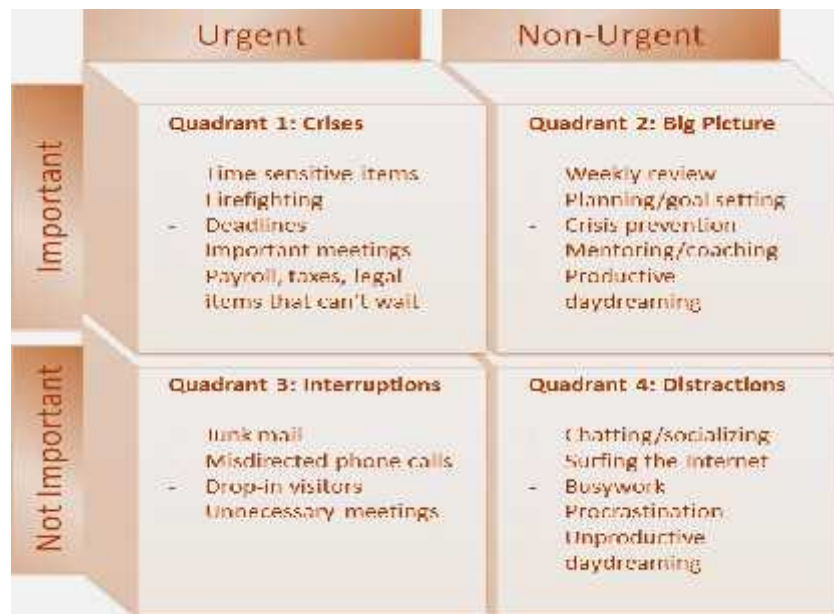 Urgent
Non-Urgent
Important
Quadrant 1: Crises
Time sensitive items
Firefighting
- Deadlines
Important meetings
Payroll, taxes, legal
items that can't wait
Quadrant 2: Big Picture
Weekly review
Planning/goal setting
- Crisis prevention
Mentoring/coaching
Productive
daydreaming
Not Important
Quadrant 3: Interruptions
Junk mail
Misdirected phone calls
- Drop-in visitors
Unnecessary meetings
Quadrant 4: Distractions
Chatting/socializing
Surfing the Internet
- Busywork
Procrastination
Unproductive
daydreaming